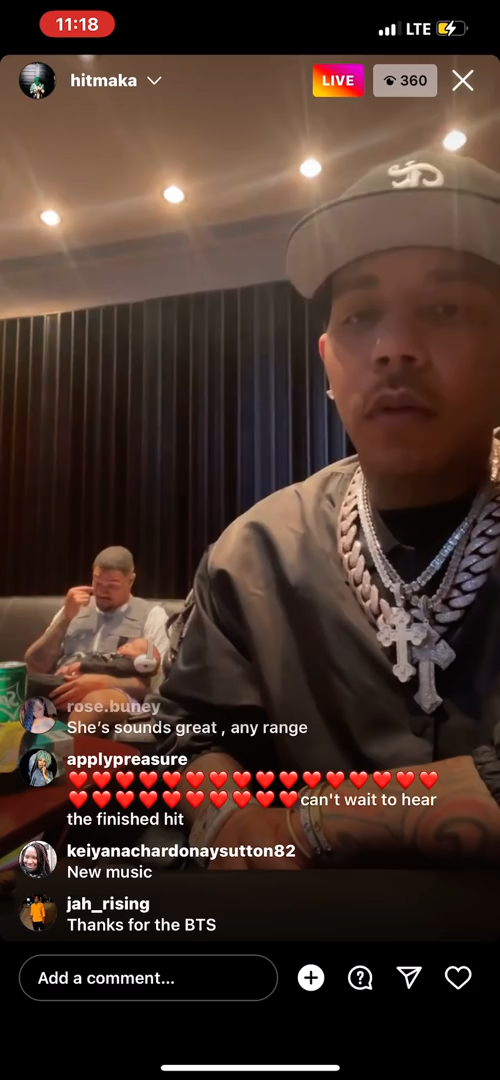 11:18
LTE
hitmaka
LIVE
360
rose.buney
She's sounds great , any range
applypreasure
❤️❤️❤️❤️❤️❤️❤️❤️❤️❤️❤️❤️❤️❤️❤️❤️
❤️❤️❤️❤️❤️❤️❤️❤️❤️❤️can't wait to hear
the finished hit
keiyanachardonaysutton82
New music
jah_rising
Thanks for the BTS
Add a comment...